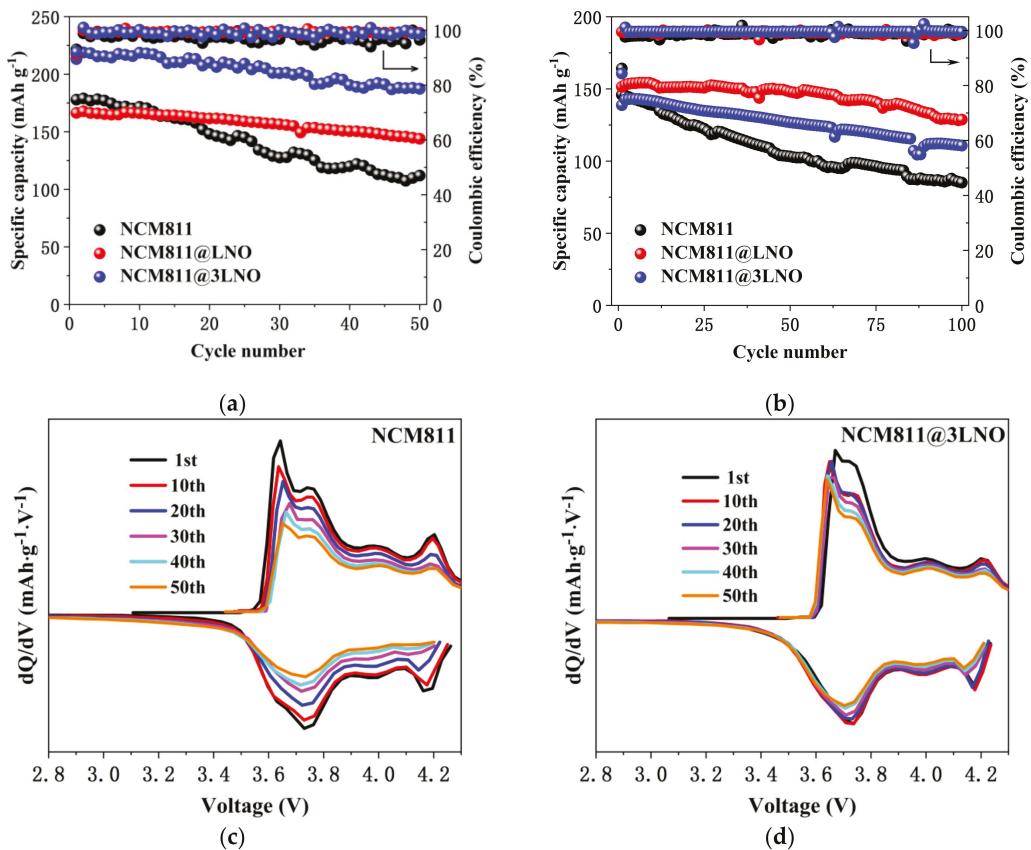 250
200
150
100
50
0
Specific capacity (mAh g-1)
NCM811
NCM811@LNO
NCM811@3LNO
0 10 20 30 40 50
Cycle number
100
80
60
40
20
0
Coulombic efficiency (%)
(a)
200
150
100
50
0
Specific capacity (mAh g-1)
NCM811
NCM811@LNO
NCM811@3LNO
0 25 50 75 100
Cycle number
100
80
60
40
20
0
Coulombic efficiency (%)
(b)
NCM811
1st
10th
20th
30th
40th
50th
dQ/dV (mAh·g-1·V-1)
2.8 3.0 3.2 3.4 3.6 3.8 4.0 4.2
Voltage (V)
(c)
NCM811@3LNO
1st
10th
20th
30th
40th
50th
dQ/dV (mAh·g-1·V-1)
2.8 3.0 3.2 3.4 3.6 3.8 4.0 4.2
Voltage (V)
(d)